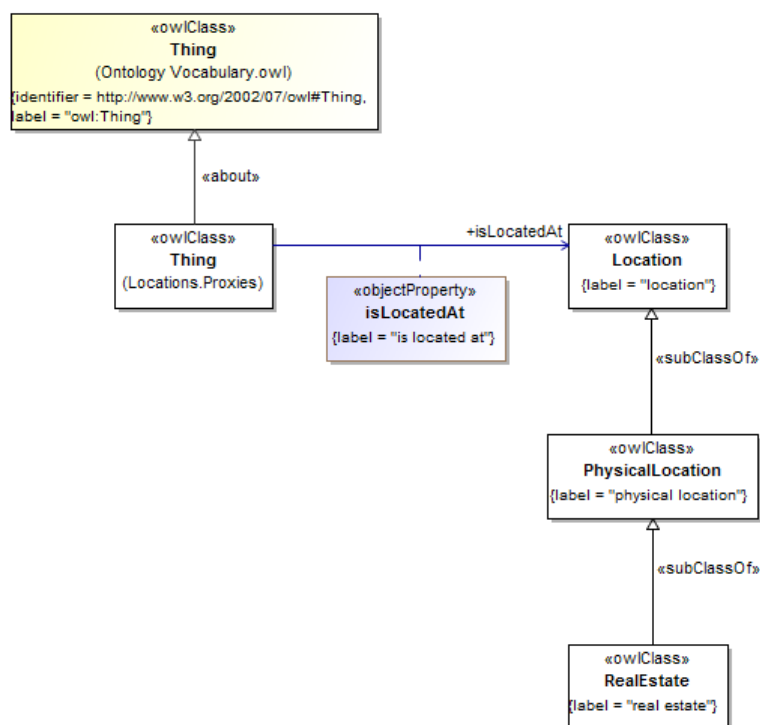 «owlClass»
Thing
(Ontology Vocabulary.owl)
{identifier = http://www.w3.org/2002/07/owl#Thing,
label = "owl:Thing"}
«about»
«owlClass»
Thing
(Locations.Proxies)
+isLocatedAt
«owlClass»
Location
{label = "location"}
«objectProperty»
isLocatedAt
{label = "is located at"}
«subClassOf»
«owlClass»
PhysicalLocation
{label = "physical location"}
«subClassOf»
«owlClass»
RealEstate
{label = "real estate"}